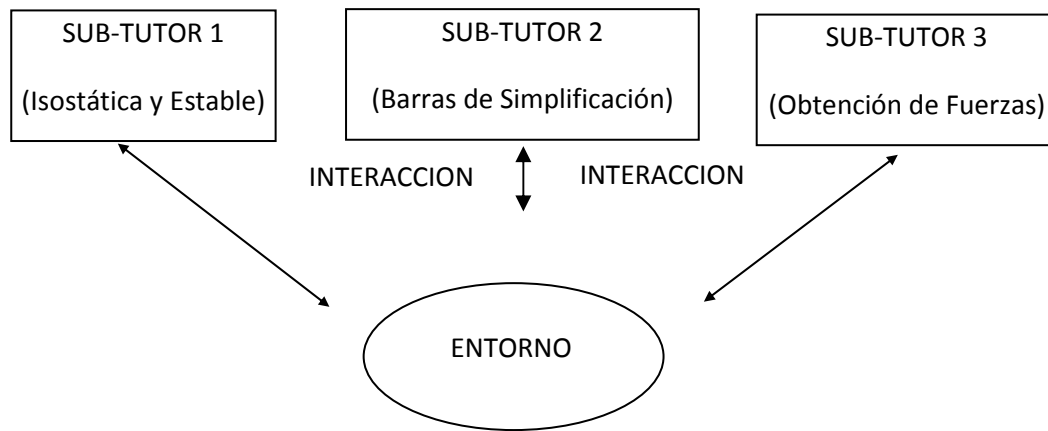 SUB-TUTOR 1
(Isostática y Estable)
SUB-TUTOR 2
(Barras de Simplificación)
SUB-TUTOR 3
(Obtención de Fuerzas)
INTERACCION
INTERACCION
ENTORNO